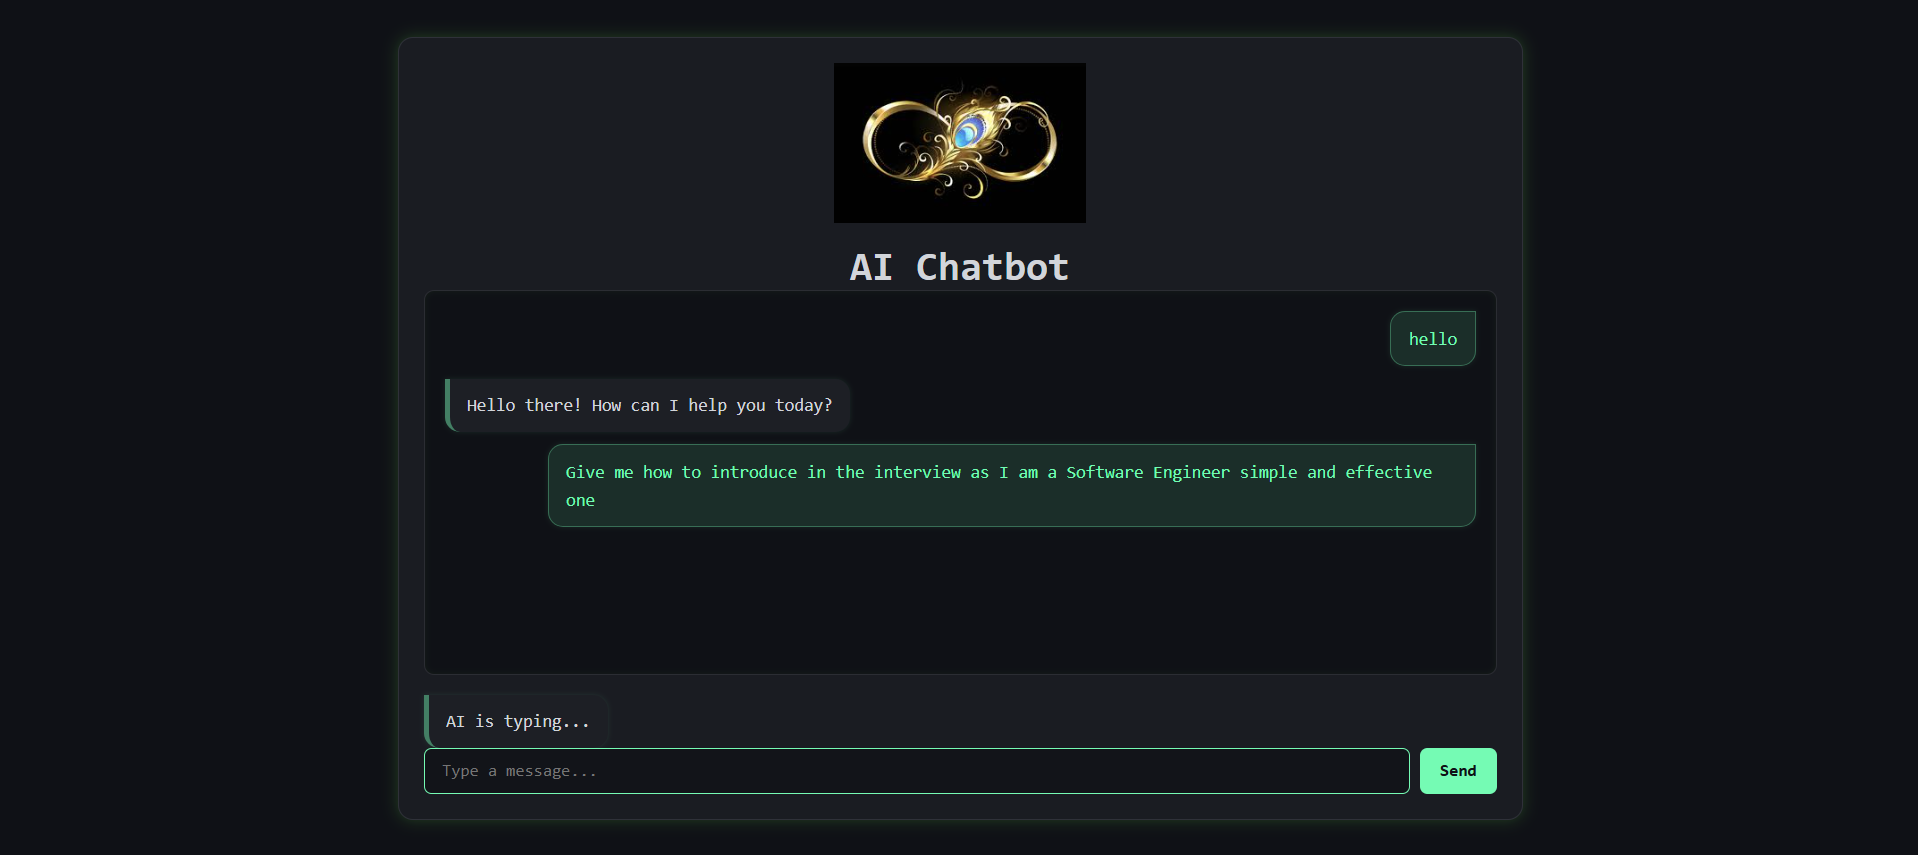 AI Chatbot
hello
Hello there! How can I help you today?
Give me how to introduce in the interview as I am a Software Engineer simple and effective
one
AI is typing...
Type a message...
Send